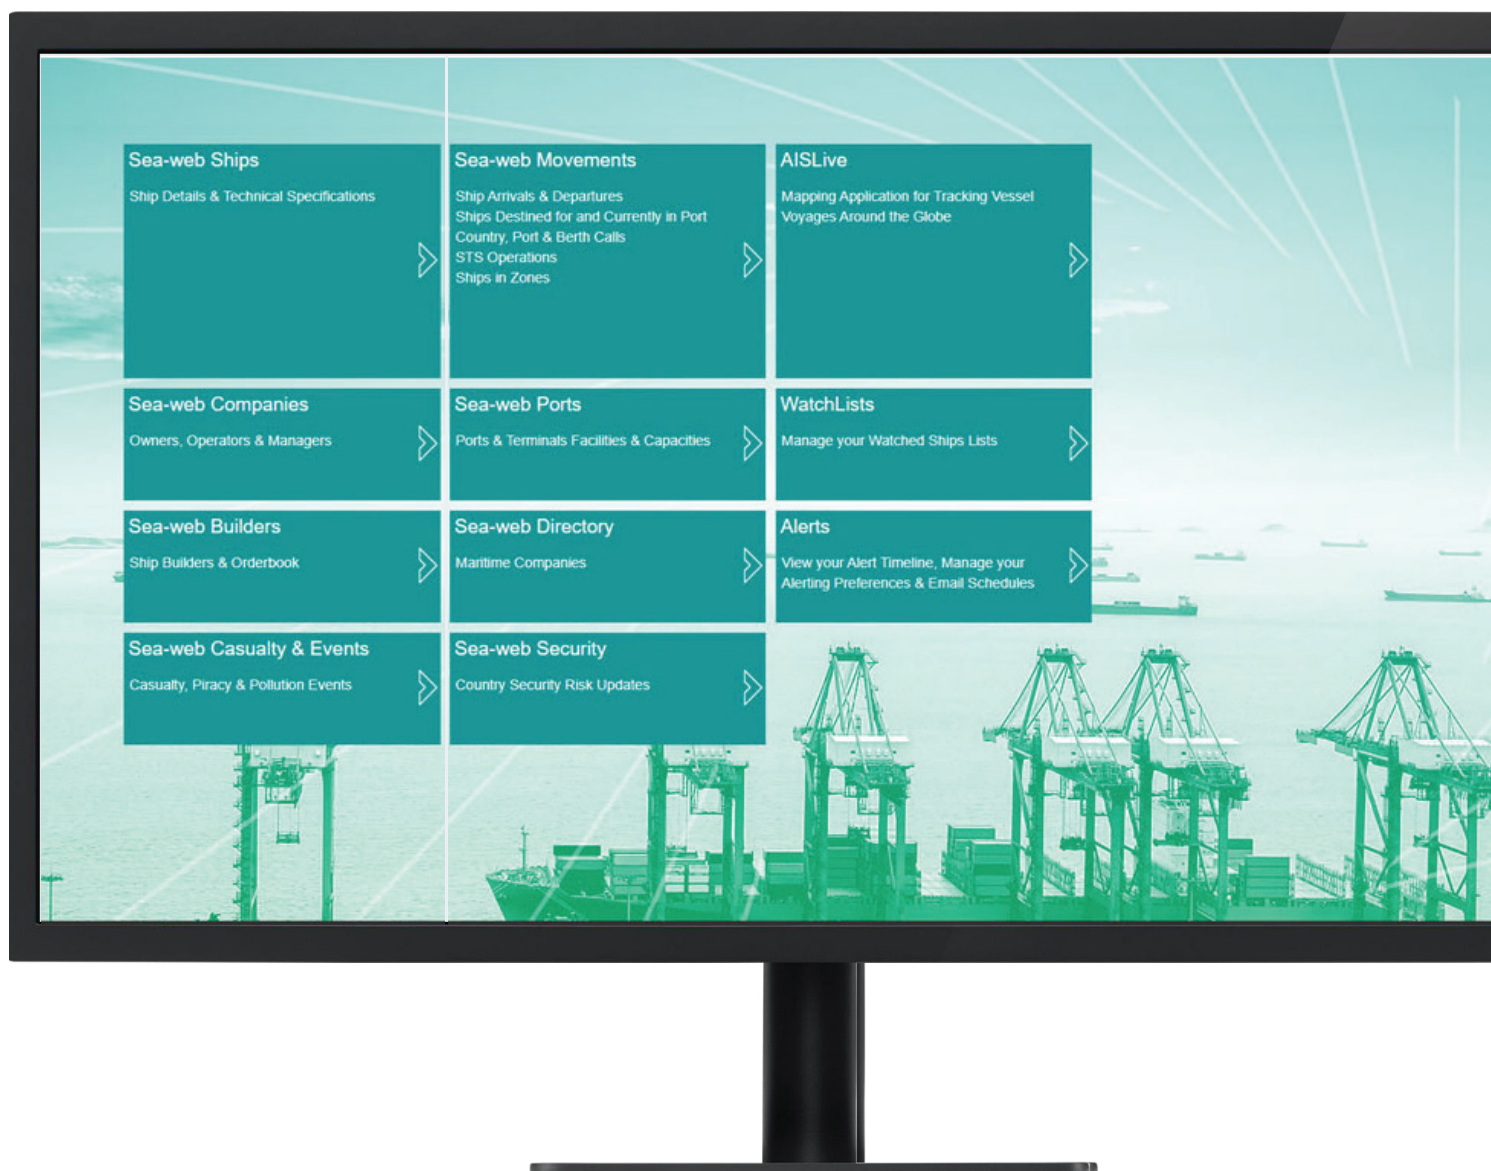 Sea-web Ships
Ship Details & Technical Specifications
Sea-web Movements
Ship Arrivals & Departures
Ships Destined for and Currently in Port
Country, Port & Berth Calls
STS Operations
Ships in Zones
AISLive
Mapping Application for Tracking Vessel
Voyages Around the Globe
Sea-web Companies
Owners, Operators & Managers
Sea-web Ports
Ports & Terminals Facilities & Capacities
WatchLists
Manage your Watched Ships Lists
Sea-web Builders
Ship Builders & Orderbook
Sea-web Directory
Maritime Companies
Alerts
View your Alert Timeline, Manage your
Alerting Preferences & Email Schedules
Sea-web Casualty & Events
Casualty, Piracy & Pollution Events
Sea-web Security
Country Security Risk Updates